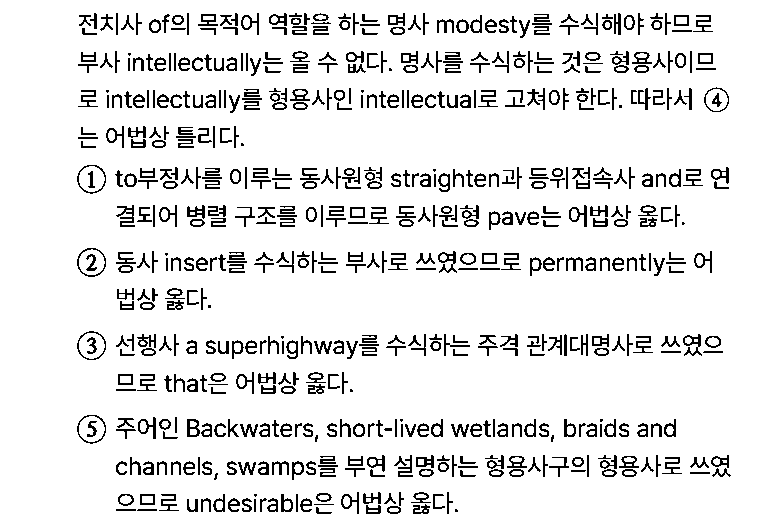 전치사 of의 목적어 역할을 하는 명사 modesty를 수식해야 하므로
부사 intellectually는 올 수 없다. 명사를 수식하는 것은 형용사이므
로 intellectually를 형용사인 intellectual로 고쳐야 한다. 따라서 ④
는 어법상 틀리다.
① to부정사를 이루는 동사원형 straighten과 등위접속사 and로 연
결되어 병렬 구조를 이루므로 동사원형 pave는 어법상 옳다.
② 동사 insert를 수식하는 부사로 쓰였으므로 permanently는 어
법상 옳다.
③ 선행사 a superhighway를 수식하는 주격 관계대명사로 쓰였으
므로 that은 어법상 옳다.
⑤ 주어인 Backwaters, short-lived wetlands, braids and
channels, swamps를 부연 설명하는 형용사구의 형용사로 쓰였
으므로 undesirable은 어법상 옳다.